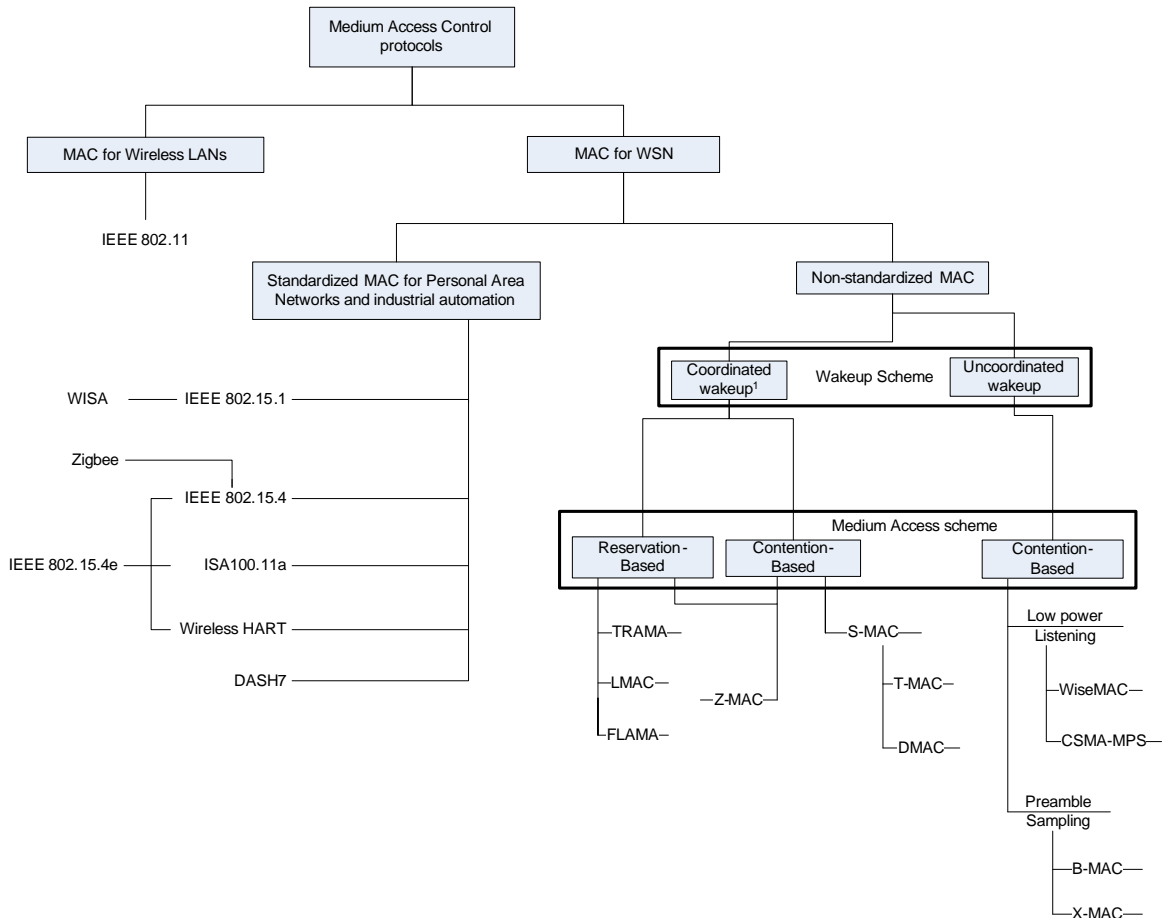 Medium Access Control
protocols
MAC for Wireless LANs
MAC for WSN
IEEE 802.11
Standardized MAC for Personal Area
Networks and industrial automation
Non-standardized MAC
Coordinated
wakeup¹
Wakeup Scheme
Uncoordinated
wakeup
WISA
IEEE 802.15.1
Zigbee
IEEE 802.15.4
IEEE 802.15.4e
ISA100.11a
Wireless HART
DASH7
Medium Access scheme
Reservation-
Based
Contention-
Based
Contention-
Based
TRAMA
LMAC
FLAMA
Z-MAC
S-MAC
T-MAC
DMAC
Low power
Listening
WiseMAC
CSMA-MPS
Preamble
Sampling
B-MAC
X-MAC